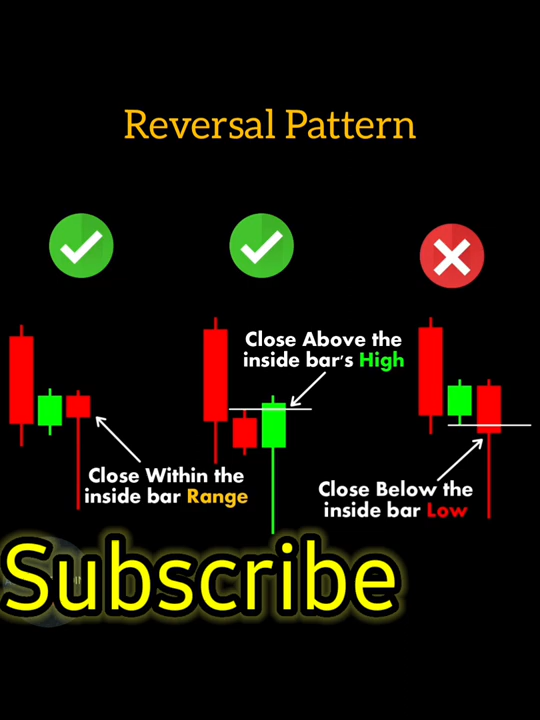 Reversal Pattern
Close Above the
inside bar's High
Close Within the
inside bar Range
Close Below the
inside bar Low
Subscribe